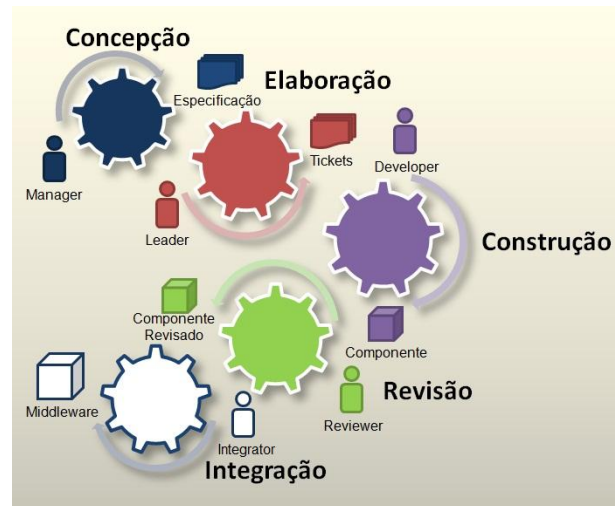 Concepção
Especificação
Manager
Elaboração
Tickets
Leader
Developer
Construção
Componente
Componente
Revisado
Revisão
Reviewer
Middleware
Integrator
Integração